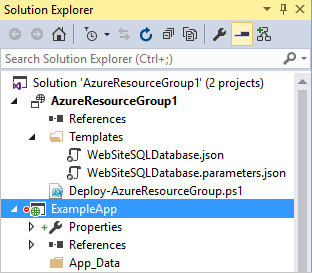 Solution Explorer
Search Solution Explorer (Ctrl+;)
Solution 'AzureResourceGroup1' (2 projects)
AzureResourceGroup1
References
Templates
WebSiteSQLDatabase.json
WebSiteSQLDatabase.parameters.json
Deploy-AzureResourceGroup.ps1
ExampleApp
Properties
References
App_Data